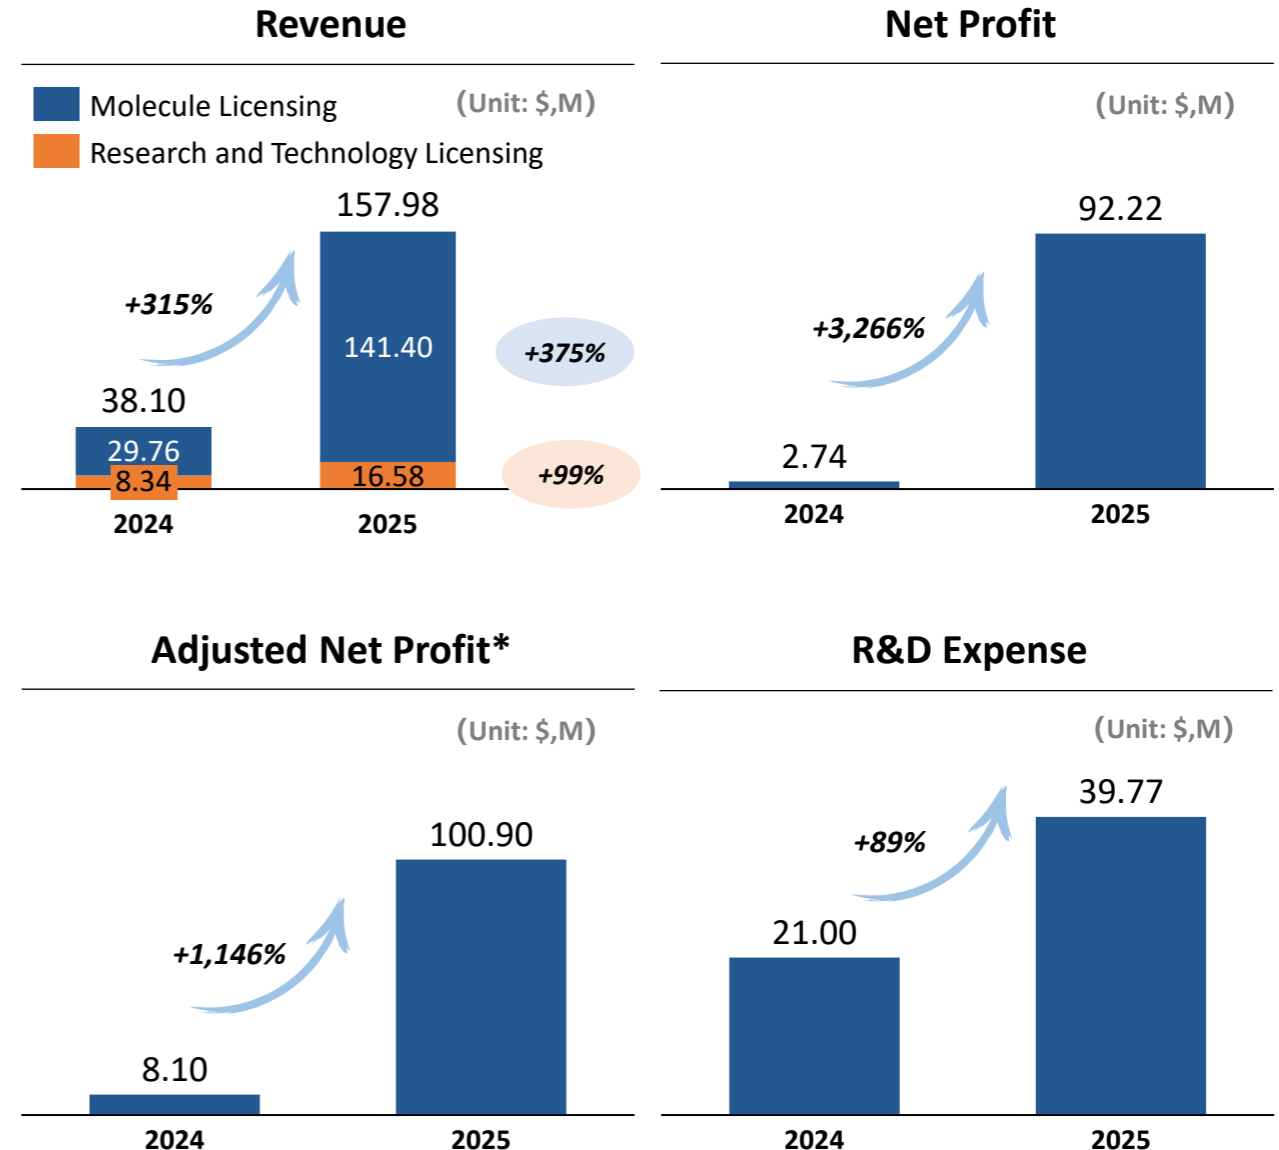 Revenue
Molecule Licensing
(Unit: $,M)
Research and Technology Licensing
157.98
+315%
141.40
+375%
38.10
29.76
8.34
16.58
+99%
2024
2025
Net Profit
(Unit: $,M)
92.22
+3,266%
2.74
2024
2025
Adjusted Net Profit*
(Unit: $,M)
100.90
+1,146%
8.10
2024
2025
R&D Expense
(Unit: $,M)
39.77
+89%
21.00
2024
2025